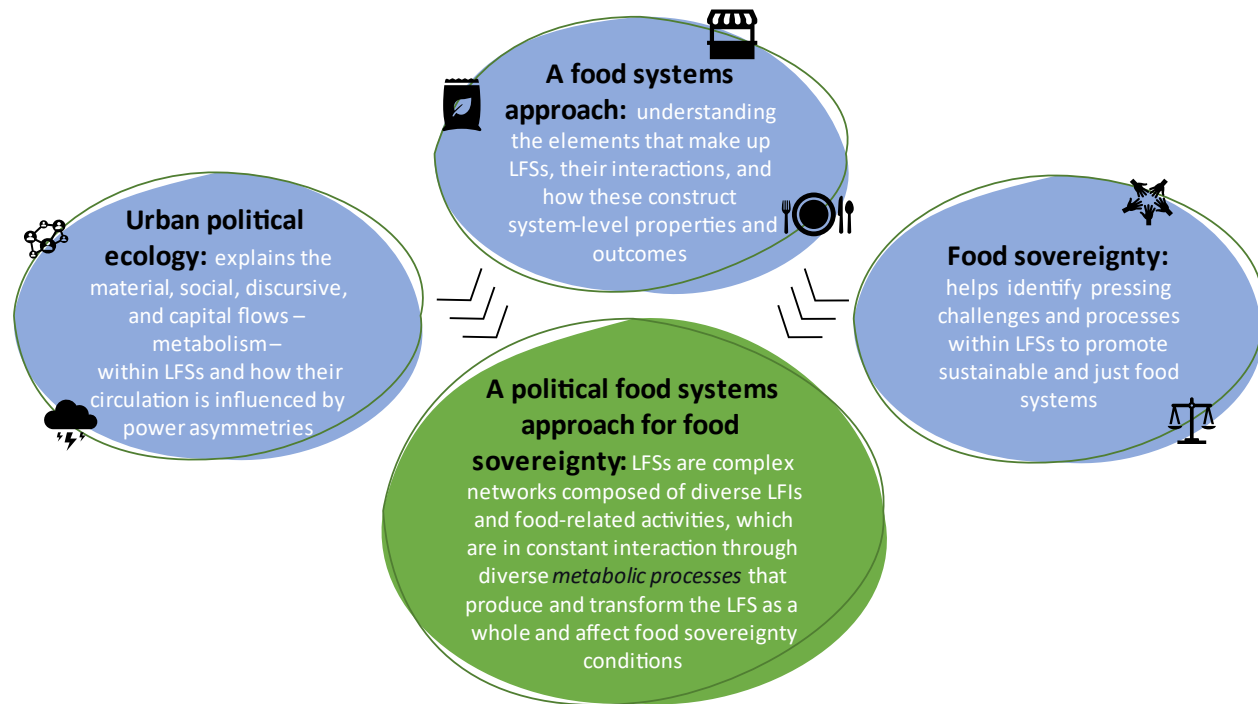 A food systems
approach: understanding
the elements that make up
LFSs, their interactions, and
how these construct
system-level properties and
outcomes
Urban political
ecology: explains the
material, social, discursive,
and capital flows –
metabolism–
within LFSs and how their
circulation is influenced by
power asymmetries
Food sovereignty:
helps identify pressing
challenges and processes
within LFSs to promote
sustainable and just food
systems
A political food systems
approach for food
sovereignty: LFSs are complex
networks composed of diverse LFIs
and food-related activities, which
are in constant interaction through
diverse metabolic processes that
produce and transform the LFS as a
whole and affect food sovereignty
conditions